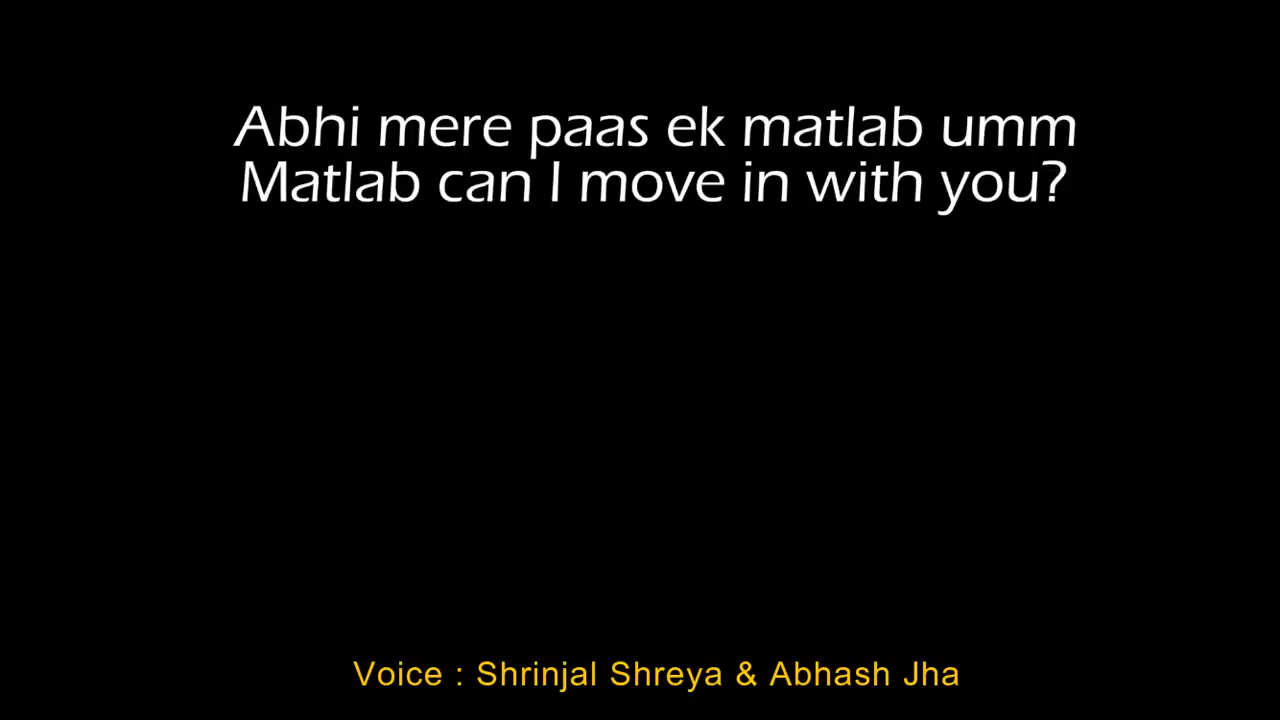 Abhi mere paas ek matlab umm
Matlab can I move in with you?
Voice : Shrinjal Shreya & Abhash Jha